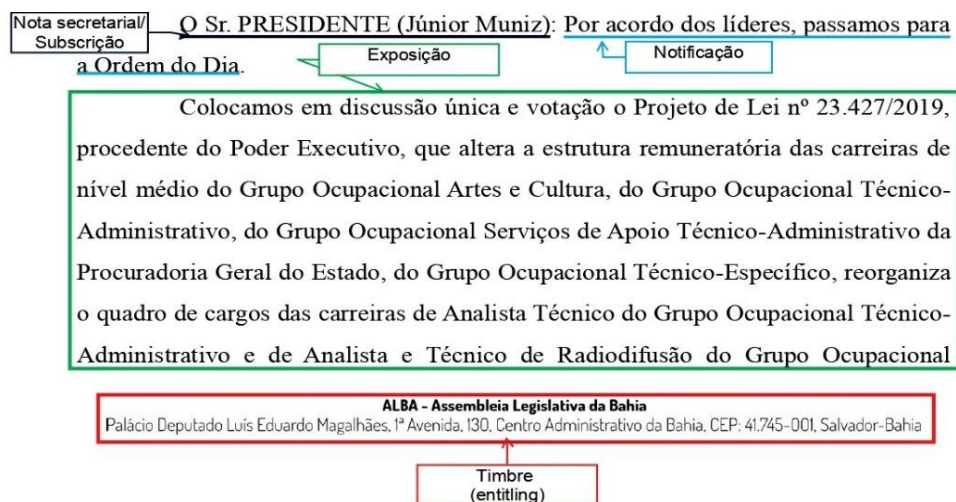 Nota secretarial/
Subscrição
O Sr. PRESIDENTE (Júnior Muniz): Por acordo dos líderes, passamos para
a Ordem do Dia.
Exposição
Notificação
Colocamos em discussão única e votação o Projeto de Lei nº 23.427/2019,
procedente do Poder Executivo, que altera a estrutura remuneratória das carreiras de
nível médio do Grupo Ocupacional Artes e Cultura, do Grupo Ocupacional Técnico-
Administrativo, do Grupo Ocupacional Serviços de Apoio Técnico-Administrativo da
Procuradoria Geral do Estado, do Grupo Ocupacional Técnico-Específico, reorganiza
o quadro de cargos das carreiras de Analista Técnico do Grupo Ocupacional Técnico-
Administrativo e de Analista e Técnico de Radiodifusão do Grupo Ocupacional
ALBA - Assembleia Legislativa da Bahia
Palácio Deputado Luís Eduardo Magalhães, 1ª Avenida, 130, Centro Administrativo da Bahia, CEP: 41.745-001, Salvador-Bahia
Timbre
(entitling)